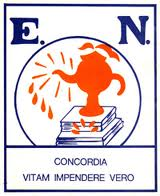 E. N.
CONCORDIA
VITAM IMPENDERE VERO